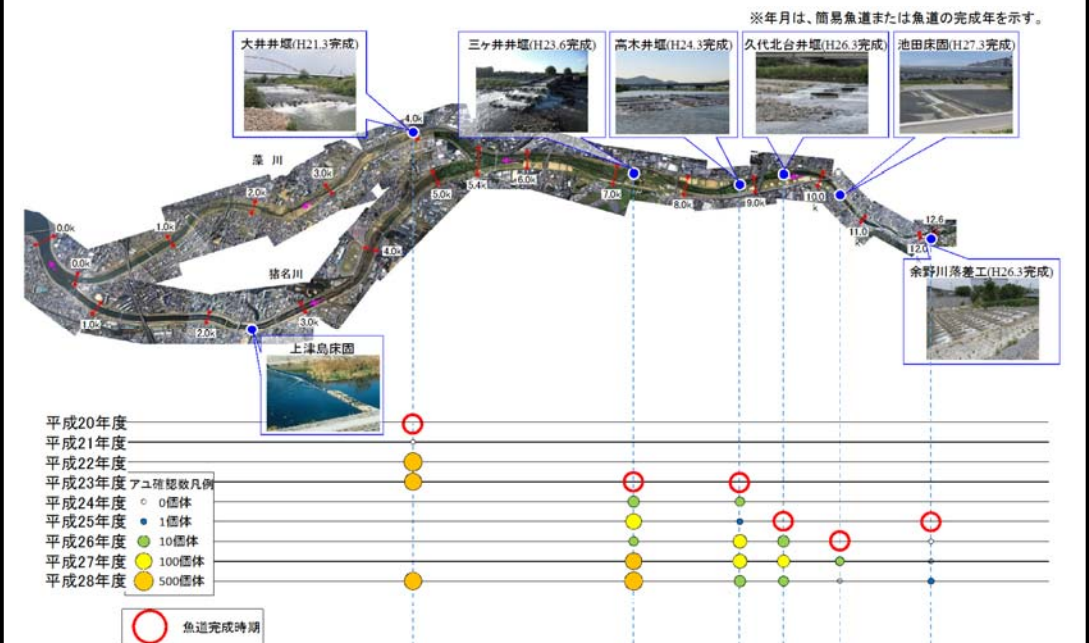 ※年月は、簡易魚道または魚道の完成年を示す。
大井井堰(H21.3完成)
三ヶ井井堰(H23.6完成)
高木井堰(H24.3完成)
久代北台井堰(H26.3完成)
池田床固(H27.3完成)
藻川
4.0k
3.0k
2.0k
1.0k
0.0k
0.0k
5.4k
6.0k
7.0k
8.0k
9.0k
10.0k
11.0k
12.0
12.6
5.0k
4.0k
猪名川
3.0k
2.0k
1.0k
余野川落差工(H26.3完成)
上津島床固
平成20年度
平成21年度
平成22年度
平成23年度
平成24年度
平成25年度
平成26年度
平成27年度
平成28年度
アユ確認数凡例
0個体
1個体
10個体
100個体
500個体
魚道完成時期